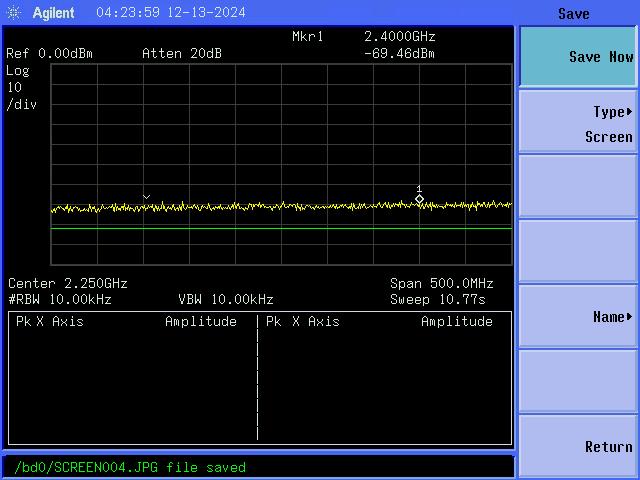 Agilent 04:23:59 12-13-2024 Save
Mkr1 2.4000GHz
Ref 0.00dBm Atten 20dB -69.46dBm
Log
10
/div
1
Center 2.250GHz Span 500.0MHz
#RBW 10.00kHz VBW 10.00kHz Sweep 10.77s
Pk X Axis Amplitude Pk X Axis Amplitude
/bd0/SCREEN004.JPG file saved
Save Now
Type
Screen
Name
Return